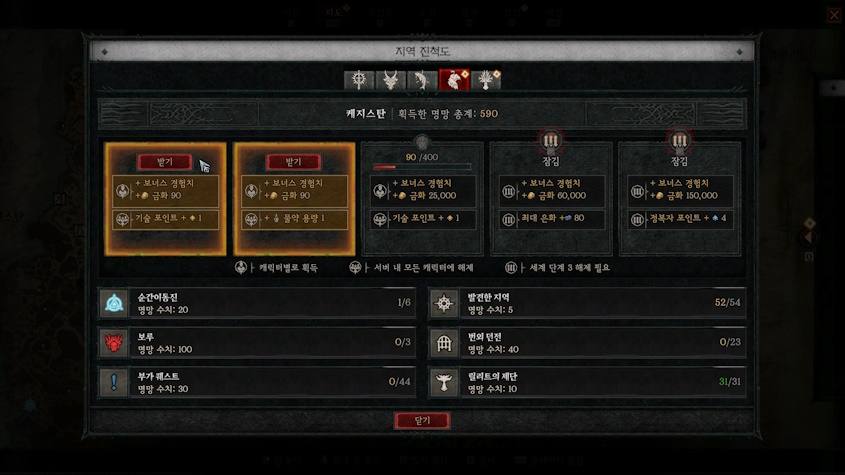 지역 진척도
케지스탄 | 획득한 명망 총계: 590
받기
+ 보너스 경험치
+ 금화 90
기술 포인트 + 1
받기
+ 보너스 경험치
+ 금화 90
+ 물약 용량 1
90 /400
+ 보너스 경험치
+ 금화 25,000
기술 포인트 + 1
잠김
+ 보너스 경험치
+ 금화 60,000
최대 은화 + 80
잠김
+ 보너스 경험치
+ 금화 150,000
정복자 포인트 + 4
캐릭터별로 획득
서버 내 모든 캐릭터에 해제
세계 단계 3 해제 필요
순간이동진 1/6
명망 수치: 20
발견한 지역 52/54
명망 수치: 5
보루 0/3
명망 수치: 100
번외 던전 0/23
명망 수치: 40
부가 퀘스트 0/44
명망 수치: 30
릴리트의 제단 31/31
명망 수치: 10
닫기